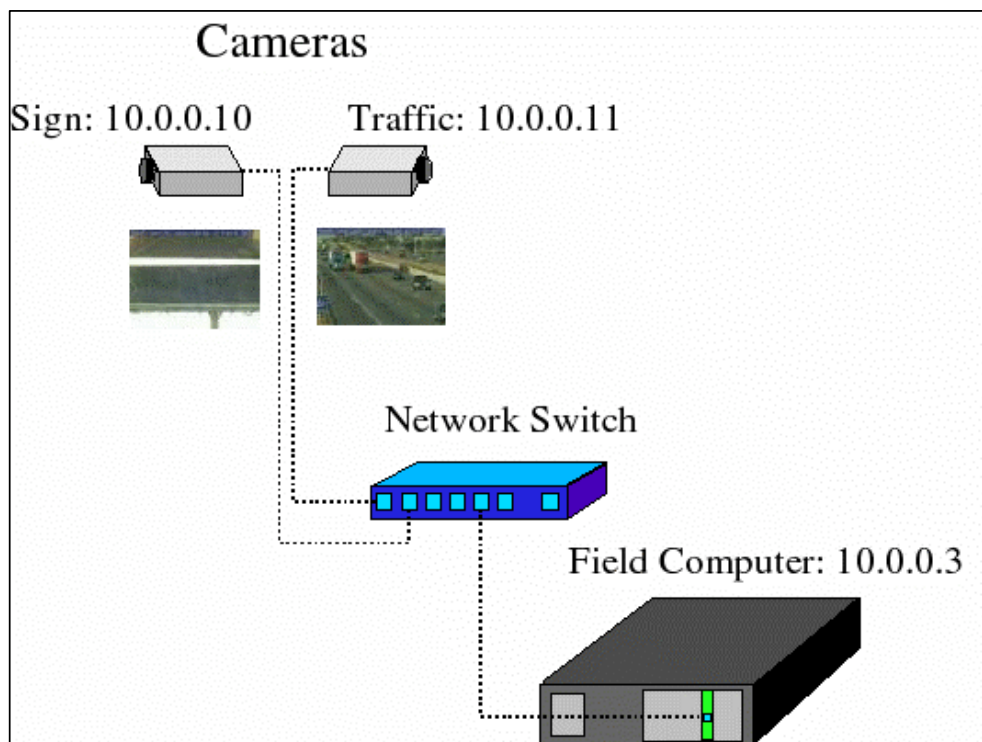 Cameras
Sign: 10.0.0.10
Traffic: 10.0.0.11
Network Switch
Field Computer: 10.0.0.3